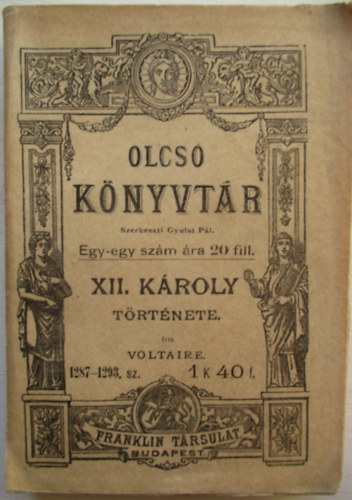 OLCSÓ
KÖNYVTÁR
Szerkeszti Gyulai Pál.
Egy-egy szám ára 20 fill.
XII. KÁROLY
TÖRTÉNETE.
Irta
VOLTAIRE.
1287–1293. sz. 1 K 40 f.
FRANKLIN TÁRSULAT
BUDAPEST.